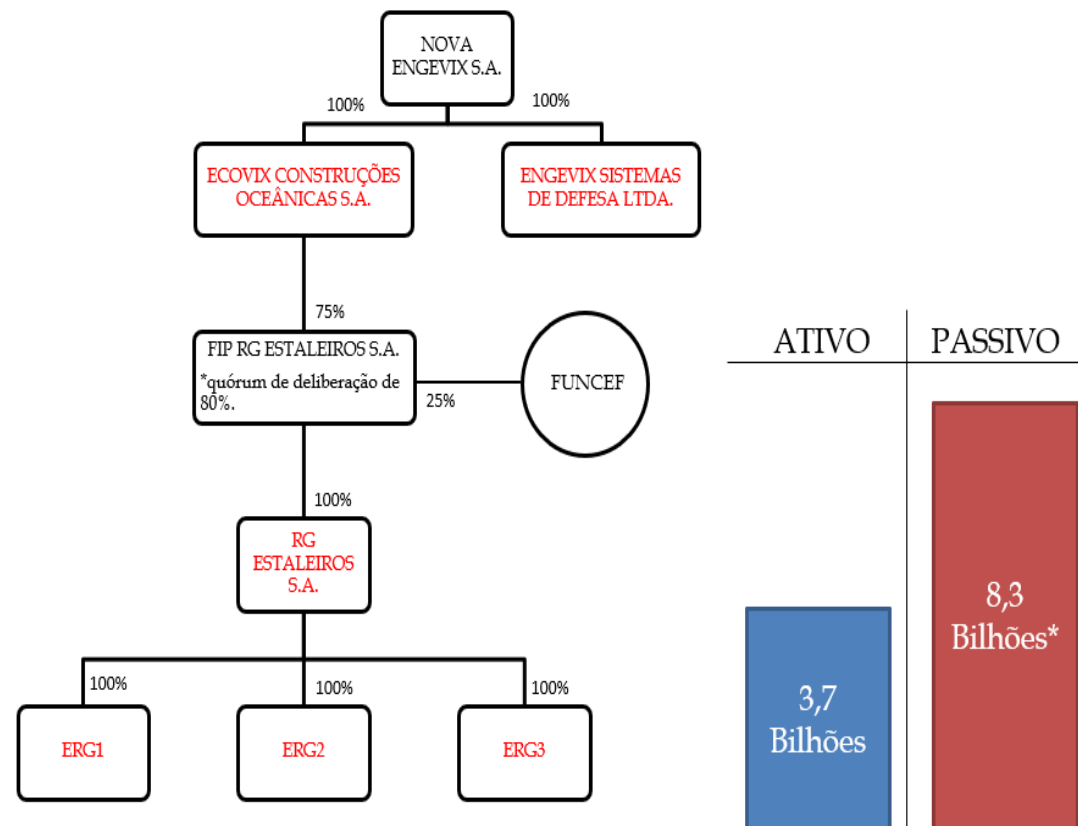 NOVA
ENGEVIX S.A.
100%
100%
ECOVIX CONSTRUÇÕES
OCEÂNICAS S.A.
ENGEVIX SISTEMAS
DE DEFESA LTDA.
75%
FIP RG ESTALEIROS S.A.
*quórum de deliberação de
80%.
25%
FUNCEF
100%
RG
ESTALEIROS
S.A.
100%
100%
100%
ERG1
ERG2
ERG3
ATIVO
PASSIVO
3,7
Bilhões
8,3
Bilhões*